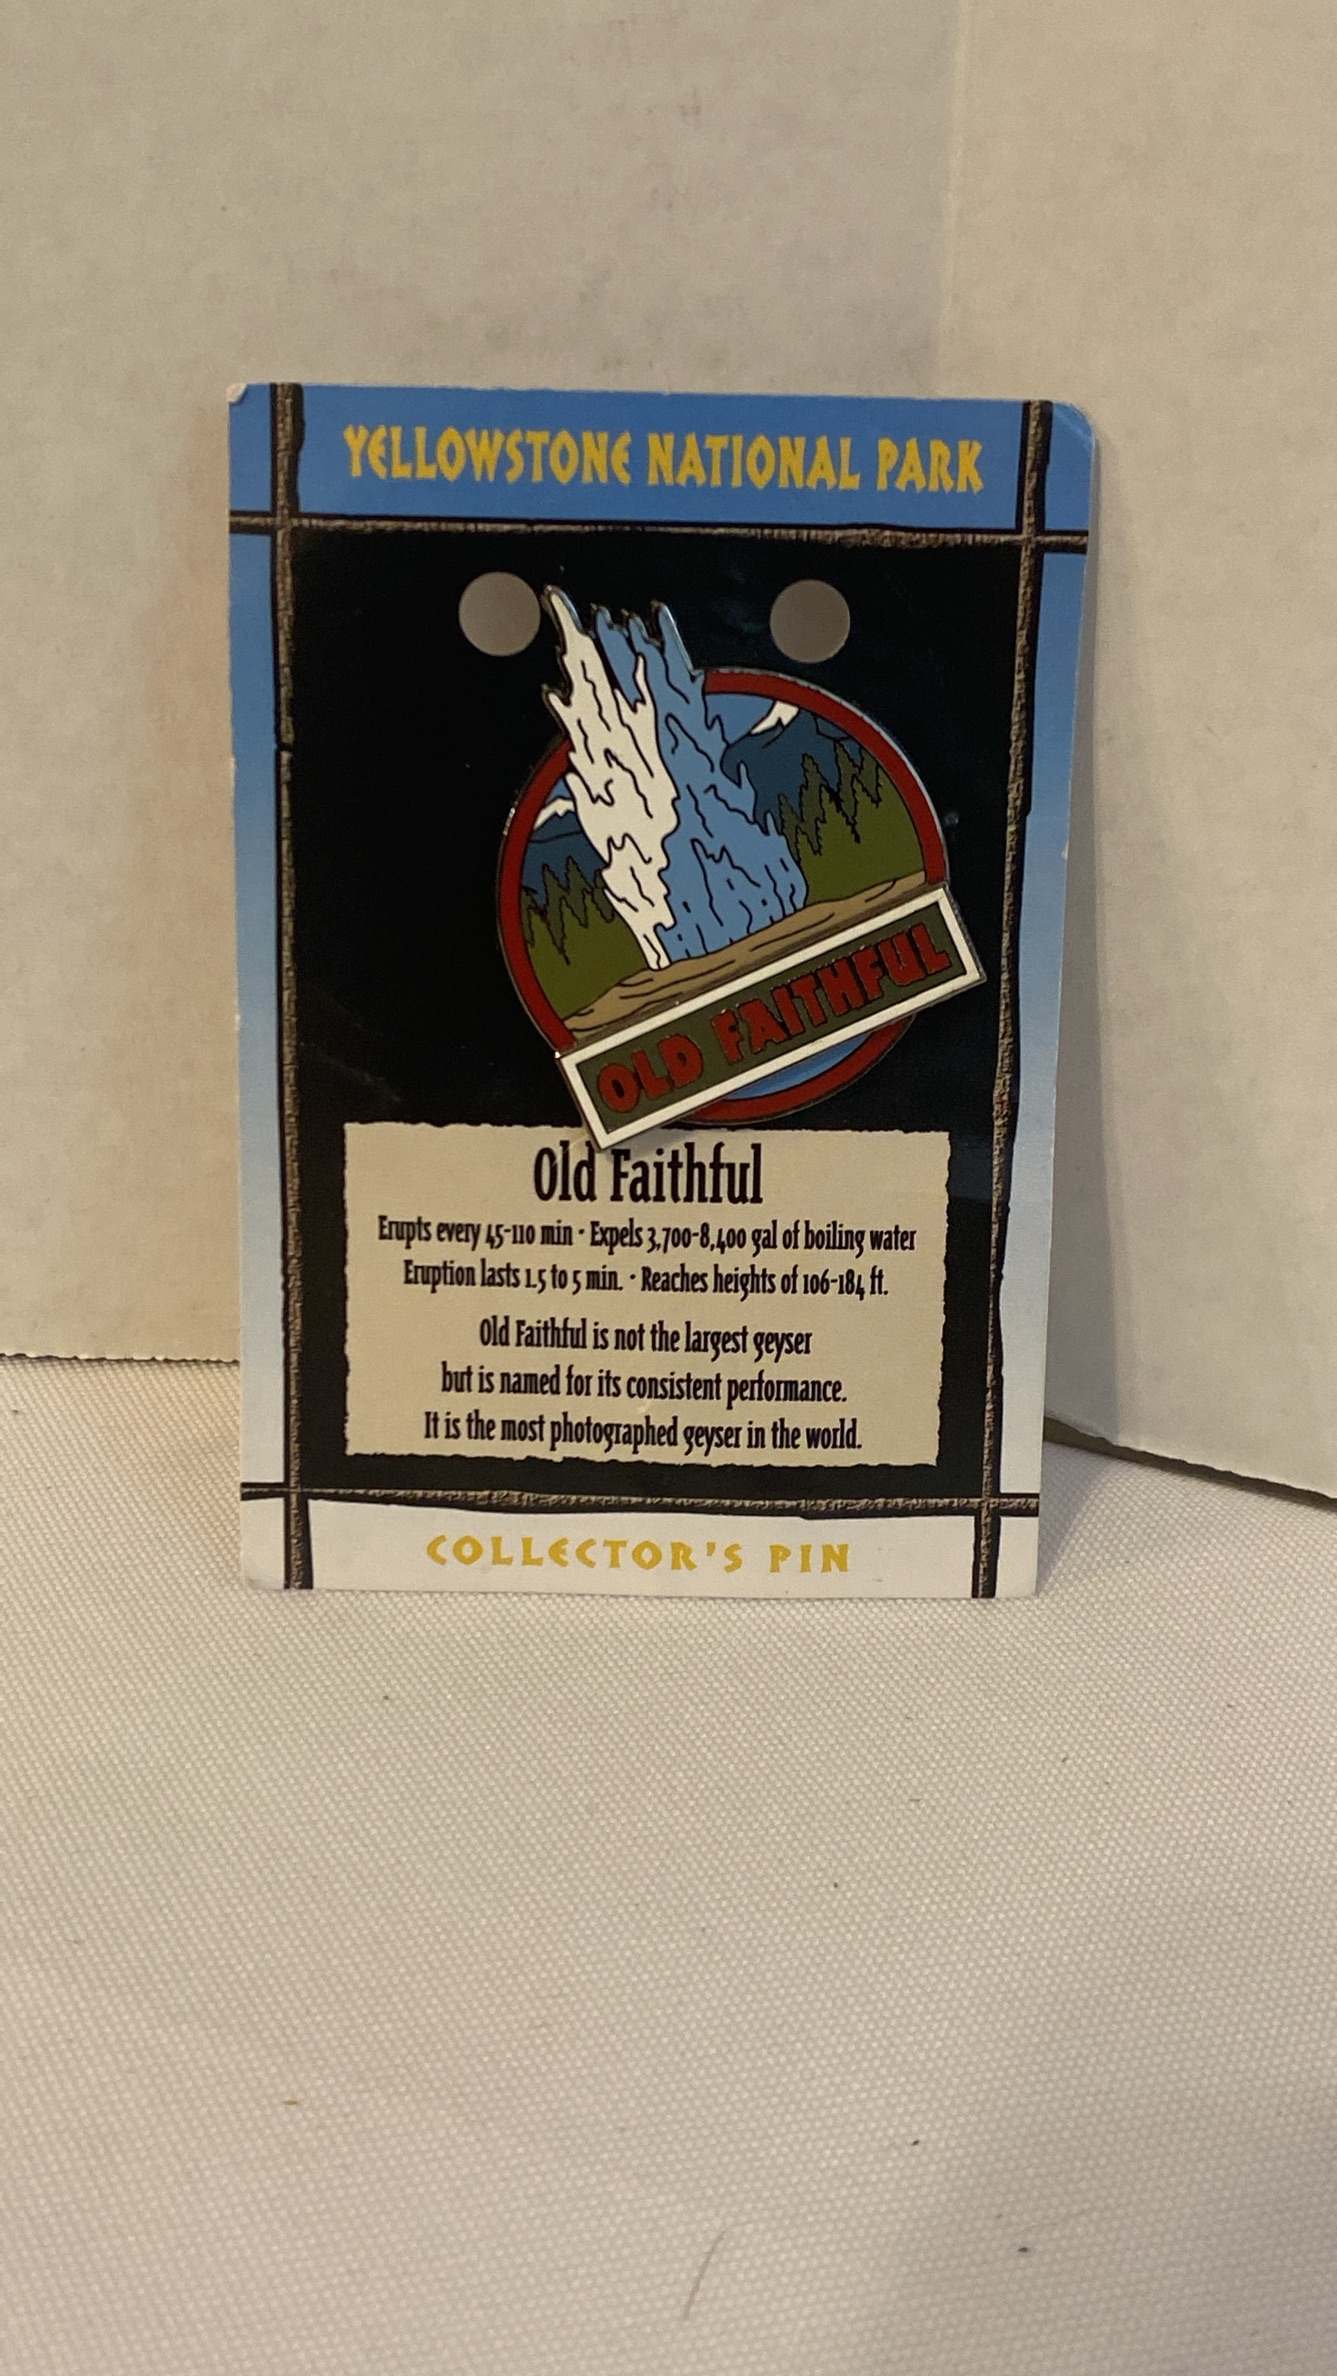 YELLOWSTONE NATIONAL PARK
OLD FAITHFUL
Old Faithful
Erupts every 45-110 min · Expels 3,700-8,400 gal of boiling water
Eruption lasts 1.5 to 5 min. · Reaches heights of 106-184 ft.
Old Faithful is not the largest geyser
but is named for its consistent performance.
It is the most photographed geyser in the world.
COLLECTOR'S PIN